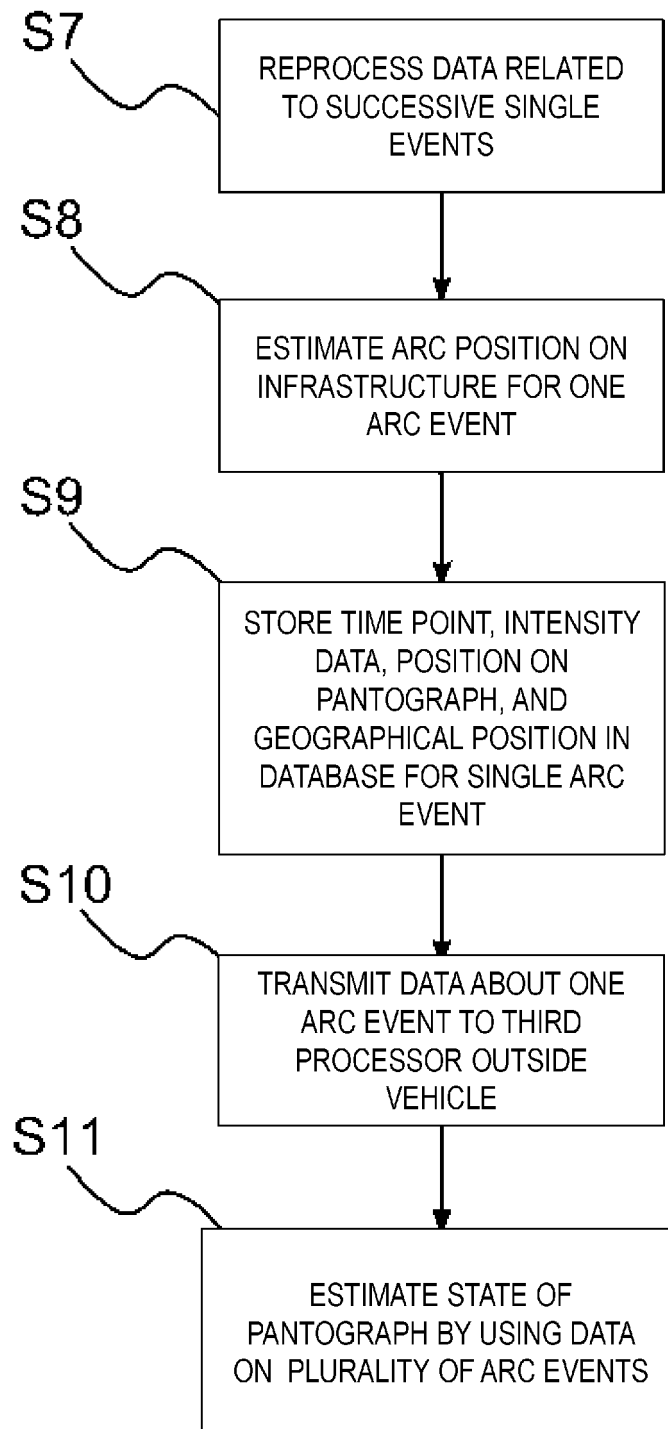 S7
REPROCESS DATA RELATED
TO SUCCESSIVE SINGLE
EVENTS
S8
ESTIMATE ARC POSITION ON
INFRASTRUCTURE FOR ONE
ARC EVENT
S9
STORE TIME POINT, INTENSITY
DATA, POSITION ON
PANTOGRAPH, AND
GEOGRAPHICAL POSITION IN
DATABASE FOR SINGLE ARC
EVENT
S10
TRANSMIT DATA ABOUT ONE
ARC EVENT TO THIRD
PROCESSOR OUTSIDE
VEHICLE
S11
ESTIMATE STATE OF
PANTOGRAPH BY USING DATA
ON PLURALITY OF ARC EVENTS